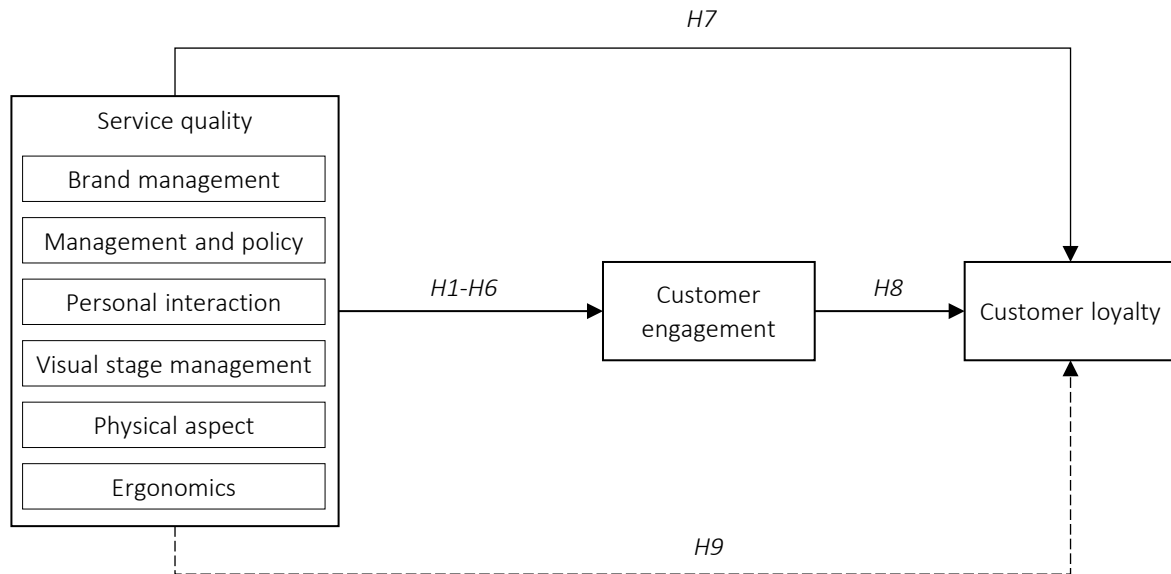 H7
Service quality
Brand management
Management and policy
Personal interaction
Visual stage management
Physical aspect
Ergonomics
H1-H6
Customer
engagement
H8
Customer loyalty
H9